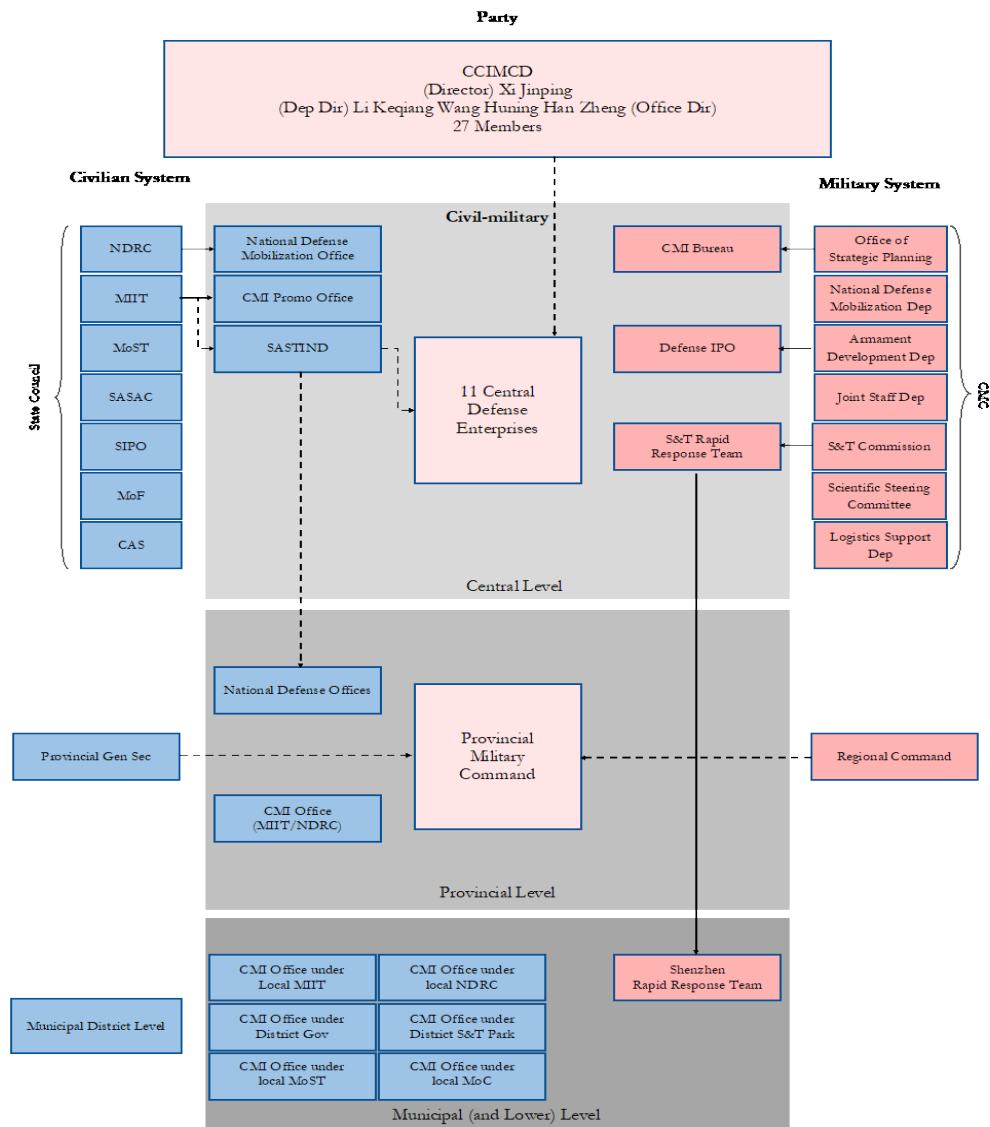 Party
CCIMCD
(Director) Xi Jinping
(Dep Dir) Li Keqiang Wang Huning Han Zheng (Office Dir)
27 Members
Civilian System
Military System
Civil-military
State Council
NDRC
MIIT
MoST
SASAC
SIPO
MoF
CAS
National Defense
Mobilization Office
CMI Promo Office
SASTIND
11 Central
Defense
Enterprises
CMI Bureau
Defense IPO
S&T Rapid
Response Team
Office of
Strategic Planning
National Defense
Mobilization Dep
Armament
Development Dep
Joint Staff Dep
S&T Commission
Scientific Steering
Committee
Logistics Support
Dep
CMC
Central Level
National Defense Offices
Provincial Gen Sec
Provincial
Military
Command
Regional Command
CMI Office
(MIIT/NDRC)
Provincial Level
Municipal District Level
CMI Office under
Local MIIT
CMI Office under
local NDRC
CMI Office under
District Gov
CMI Office under
District S&T Park
CMI Office under
local MoST
CMI Office under
local MoC
Shenzhen
Rapid Response Team
Municipal (and Lower) Level